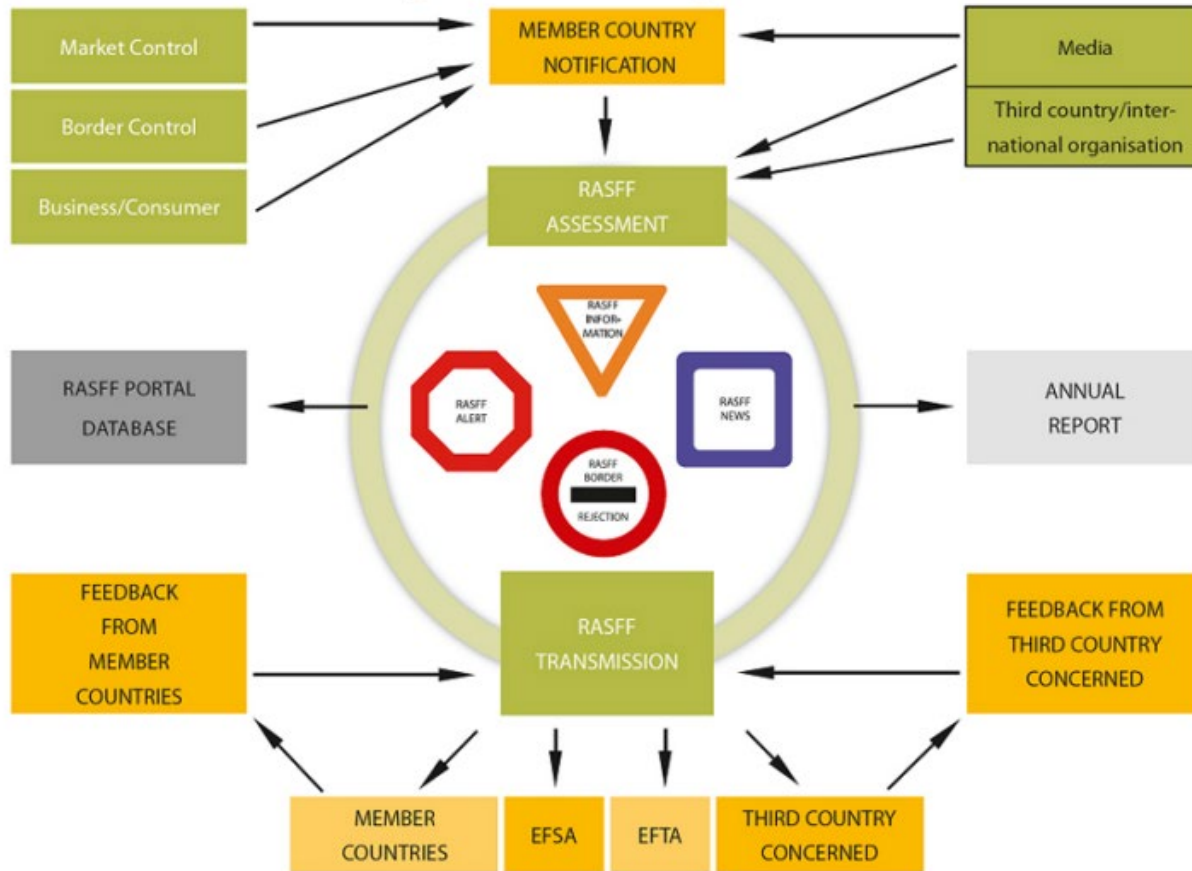 Market Control
MEMBER COUNTRY
NOTIFICATION
Media
Border Control
Third country/inter-
national organisation
Business/Consumer
RASFF
ASSESSMENT
RASFF
INFOR-
MATION
RASFF
ALERT
RASFF
NEWS
RASFF
BORDER
REJECTION
RASFF PORTAL
DATABASE
ANNUAL
REPORT
FEEDBACK
FROM
MEMBER
COUNTRIES
RASFF
TRANSMISSION
FEEDBACK FROM
THIRD COUNTRY
CONCERNED
MEMBER
COUNTRIES
EFSA
EFTA
THIRD COUNTRY
CONCERNED